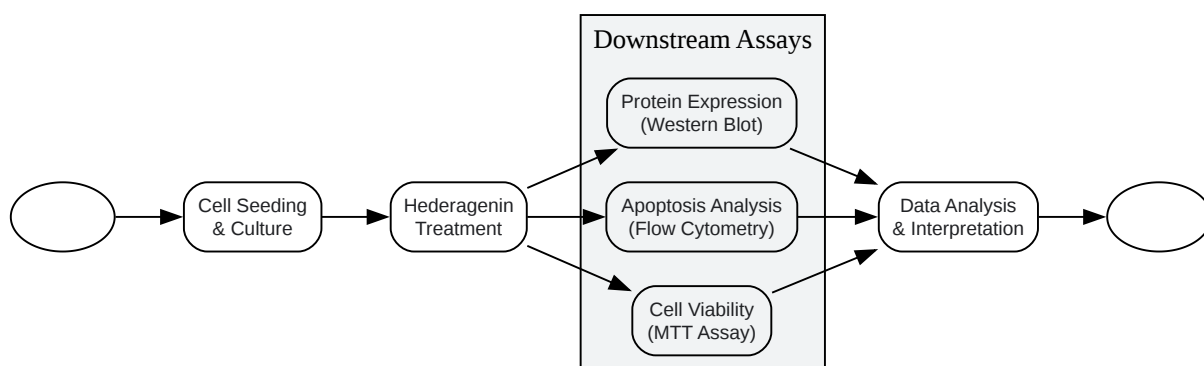 Downstream Assays
Protein Expression
(Western Blot)
Cell Seeding
& Culture
Hederagenin
Treatment
Apoptosis Analysis
(Flow Cytometry)
Data Analysis
& Interpretation
Cell Viability
(MTT Assay)